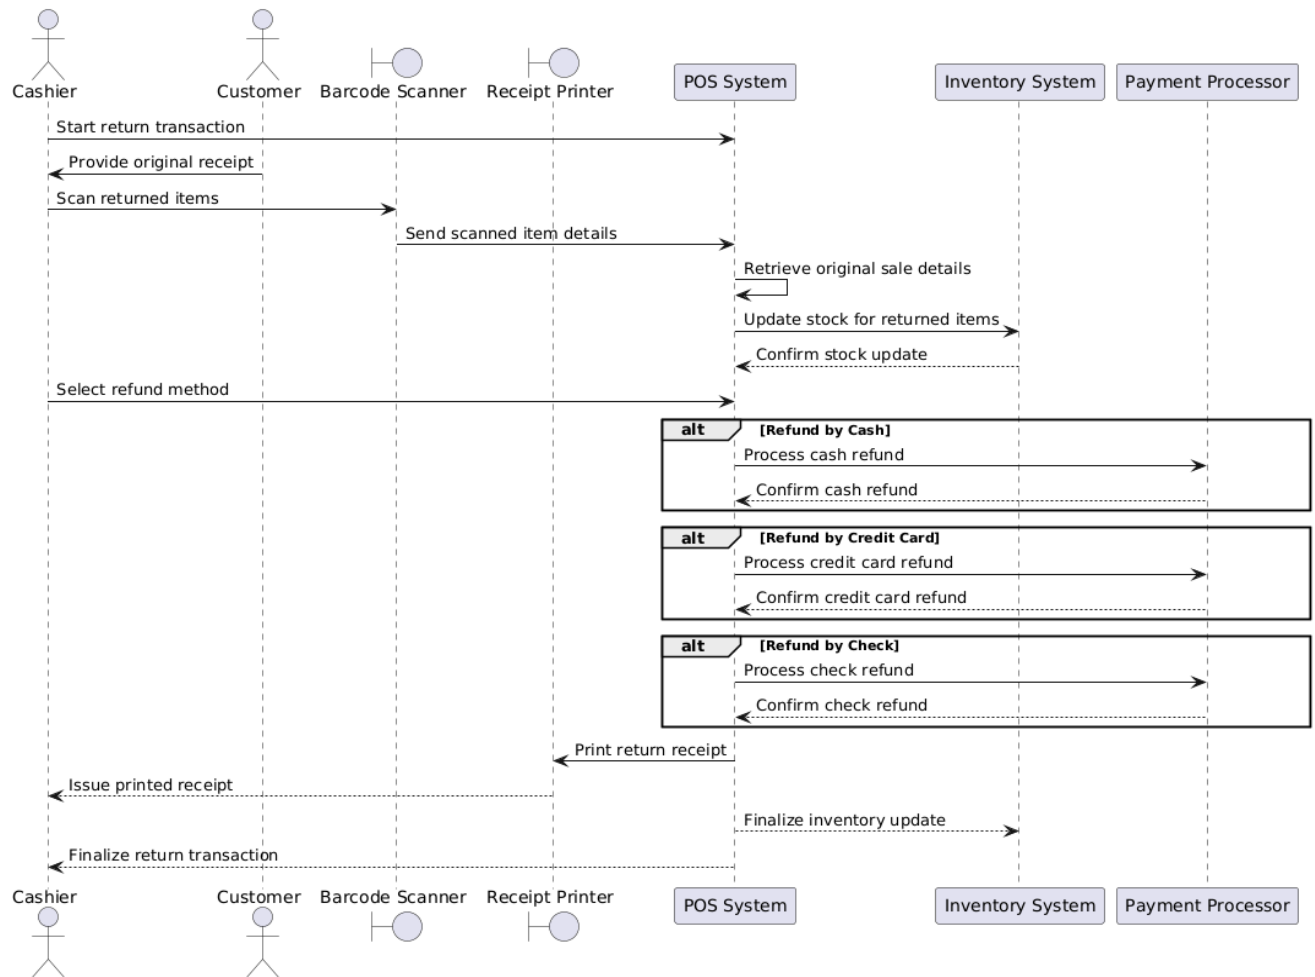 Cashier
Customer
Barcode Scanner
Receipt Printer
POS System
Inventory System
Payment Processor
Start return transaction
Provide original receipt
Scan returned items
Send scanned item details
Retrieve original sale details
Update stock for returned items
Confirm stock update
Select refund method
alt [Refund by Cash]
Process cash refund
Confirm cash refund
alt [Refund by Credit Card]
Process credit card refund
Confirm credit card refund
alt [Refund by Check]
Process check refund
Confirm check refund
Print return receipt
Issue printed receipt
Finalize inventory update
Finalize return transaction
Cashier
Customer
Barcode Scanner
Receipt Printer
POS System
Inventory System
Payment Processor